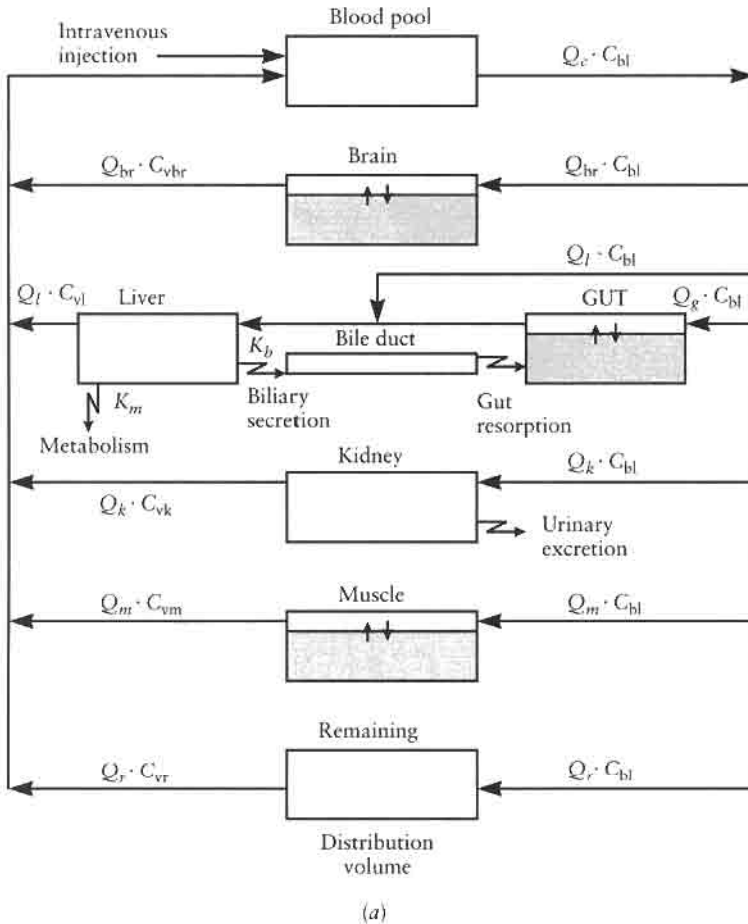 Blood pool
Intravenous
injection
Q_c · C_bl
Brain
Q_br · C_vbr
Q_br · C_bl
Q_l · C_bl
Q_l · C_vl
Liver
GUT
Q_g · C_bl
K_b
Bile duct
K_m
Biliary
secretion
Gut
resorption
Metabolism
Kidney
Q_k · C_bl
Q_k · C_vk
Urinary
excretion
Muscle
Q_m · C_vm
Q_m · C_bl
Remaining
Q_r · C_vr
Q_r · C_bl
Distribution
volume
(a)